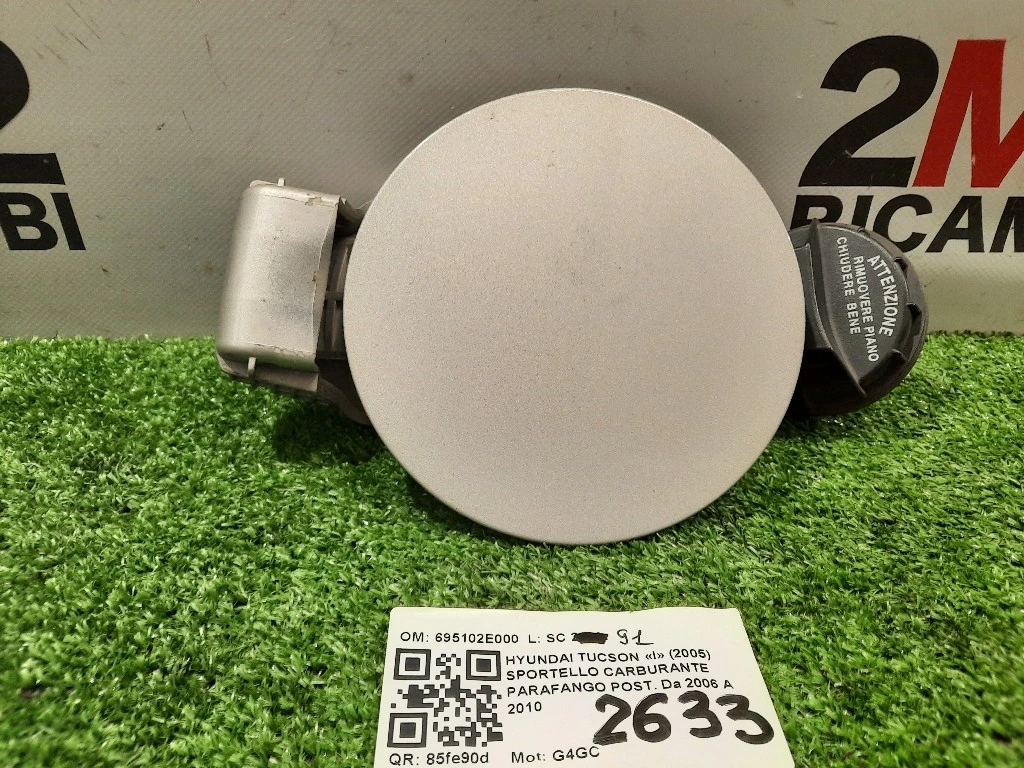 2M
RICAM
BI
ATTENZIONE
RIMUOVERE PIANO
CHIUDERE BENE
OM: 695102E000 L: SC 91
HYUNDAI TUCSON «I» (2005)
SPORTELLO CARBURANTE
PARAFANGO POST. Da 2006 A
2010
2633
QR: 85fe90d Mot: G4GC